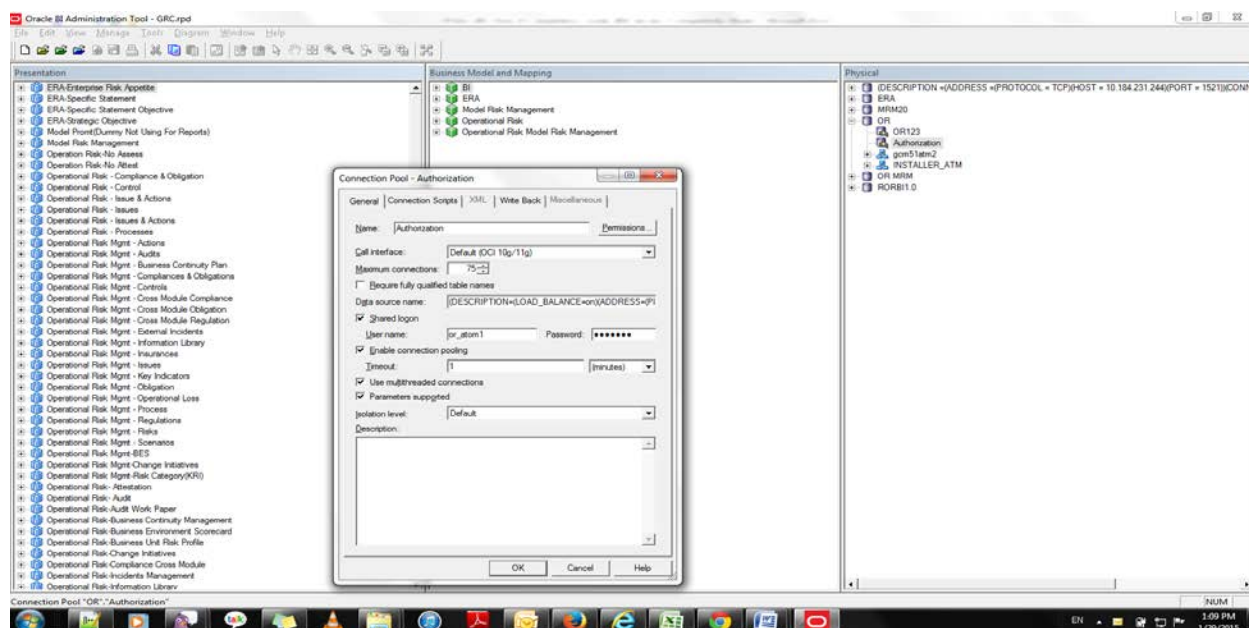 Oracle BI Administration Tool - GRC.rpd
File Edit View Manage Tools Diagram Window Help
Presentation
ERA-Enterprise Risk Appetite
ERA-Specific Statement
ERA-Specific Statement Objective
ERA-Strategic Objective
Model Promt(Dummy Not Using For Reports)
Model Risk Management
Operation Risk-No Assess
Operation Risk-No Attest
Operational Risk - Compliance & Obligation
Operational Risk - Control
Operational Risk - Issue & Actions
Operational Risk - Issues
Operational Risk - Issues & Actions
Operational Risk - Processes
Operational Risk Mgmt - Actions
Operational Risk Mgmt - Audits
Operational Risk Mgmt - Business Continuity Plan
Operational Risk Mgmt - Compliances & Obligations
Operational Risk Mgmt - Controls
Operational Risk Mgmt - Cross Module Compliance
Operational Risk Mgmt - Cross Module Obligation
Operational Risk Mgmt - Cross Module Regulation
Operational Risk Mgmt - External Incidents
Operational Risk Mgmt - Information Library
Operational Risk Mgmt - Insurances
Operational Risk Mgmt - Issues
Operational Risk Mgmt - Key Indicators
Operational Risk Mgmt - Obligation
Operational Risk Mgmt - Operational Loss
Operational Risk Mgmt - Process
Operational Risk Mgmt - Regulations
Operational Risk Mgmt - Risks
Operational Risk Mgmt - Scenarios
Operational Risk Mgmt-BES
Operational Risk Mgmt-Change Initiatives
Operational Risk Mgmt-Risk Category(KRI)
Operational Risk- Attestation
Operational Risk- Audit
Operational Risk-Audit Work Paper
Operational Risk-Business Continuity Management
Operational Risk-Business Environment Scorecard
Operational Risk-Business Unit Risk Profile
Operational Risk-Change Initiatives
Operational Risk-Compliance Cross Module
Operational Risk-Incidents Management
Operational Risk-Information Library
Business Model and Mapping
BI
ERA
Model Risk Management
Operational Risk
Operational Risk Model Risk Management
Physical
(DESCRIPTION =(ADDRESS =(PROTOCOL = TCP)(HOST = 10.184.231.244)(PORT = 1521))(CONN
ERA
MRM20
OR
OR123
Authorization
gcm51atm2
INSTALLER_ATM
OR MRM
RORBI1.0
Connection Pool - Authorization
General Connection Scripts XML Write Back Miscellaneous
Name: Authorization Permissions...
Call interface: Default (OCI 10g/11g)
Maximum connections: 75
Require fully qualified table names
Data source name: (DESCRIPTION=(LOAD_BALANCE=on)(ADDRESS=(P
Shared logon
User name: or_atom1 Password:
Enable connection pooling
Timeout: 1 (minutes)
Use multithreaded connections
Parameters supported
Isolation level: Default
Description:
OK Cancel Help
Connection Pool "OR"."Authorization" NUM
EN 1:09 PM